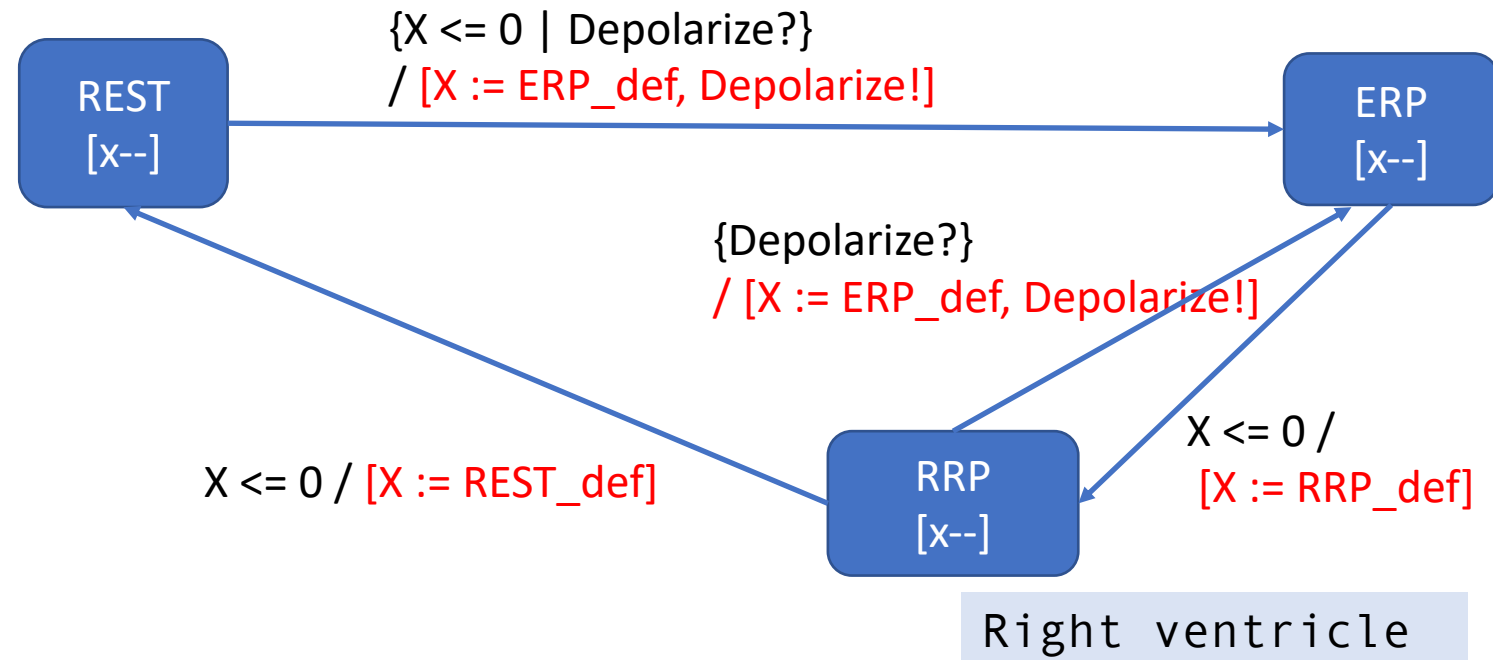 {X <= 0 | Depolarize?}
/ [X := ERP_def, Depolarize!]
REST
[x--]
ERP
[x--]
{Depolarize?}
/ [X := ERP_def, Depolarize!]
X <= 0 /
[X := RRP_def]
X <= 0 / [X := REST_def]
RRP
[x--]
Right ventricle